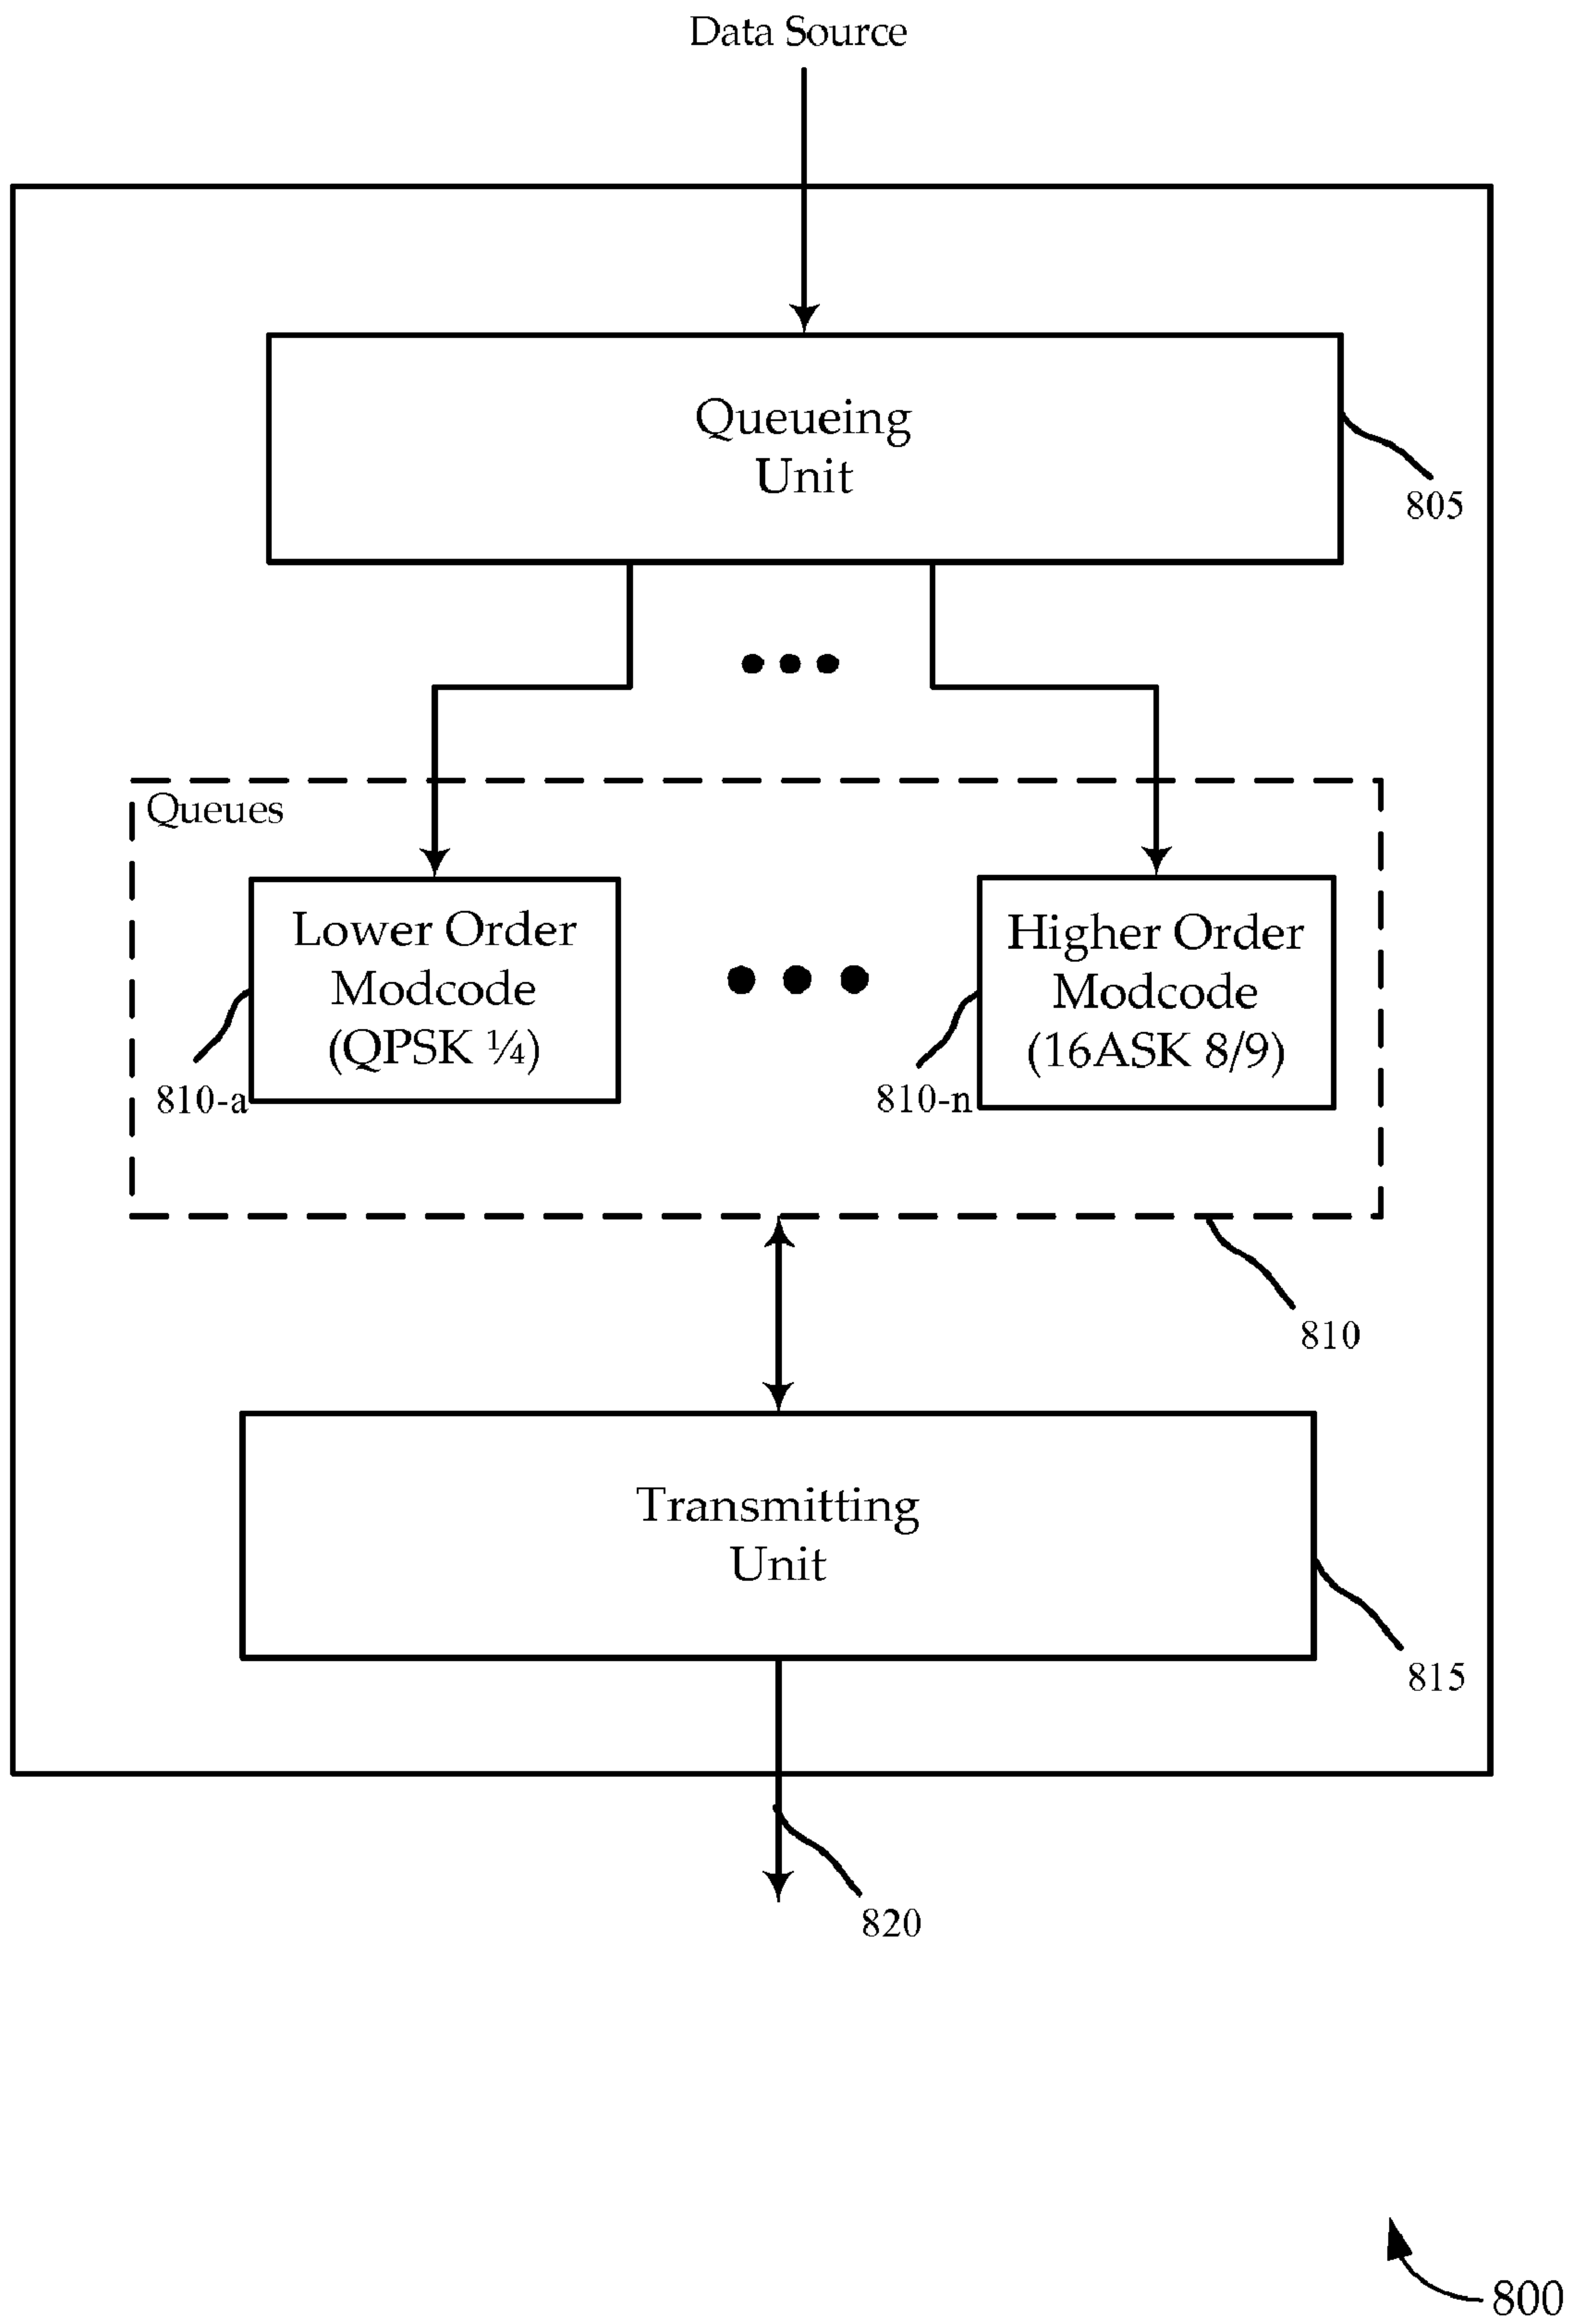 Data Source
Queueing
Unit
805
Queues
Lower Order
Modcode
(QPSK ¼)
810-a
Higher Order
Modcode
(16ASK 8/9)
810-n
810
Transmitting
Unit
815
820
800